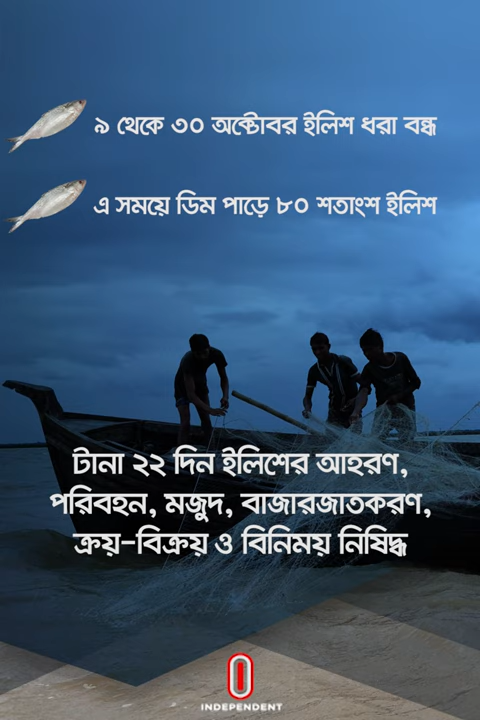 ৯ থেকে ৩০ অক্টোবর ইলিশ ধরা বন্ধ
এ সময়ে ডিম পাড়ে ৮০ শতাংশ ইলিশ
টানা ২২ দিন ইলিশের আহরণ,
পরিবহন, মজুদ, বাজারজাতকরণ,
ক্রয়-বিক্রয় ও বিনিময় নিষিদ্ধ
INDEPENDENT